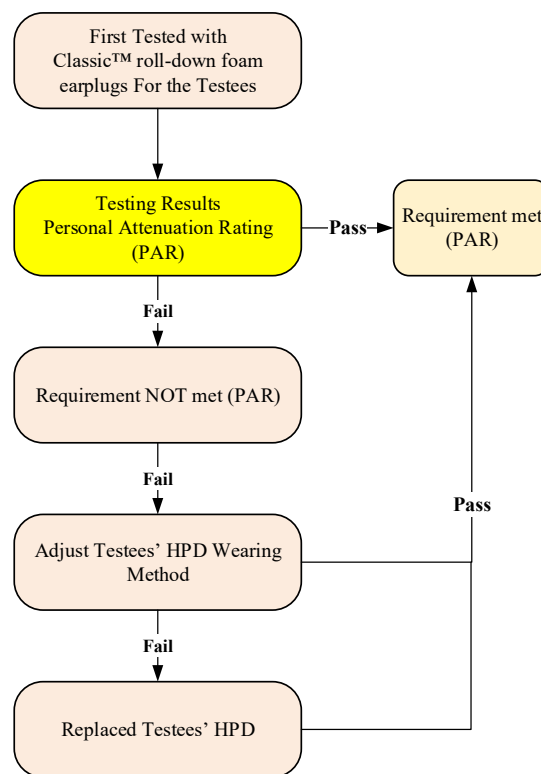 First Tested with
Classic™ roll-down foam
earplugs For the Testees
Testing Results
Personal Attenuation Rating
(PAR)
Pass
Requirement met
(PAR)
Fail
Requirement NOT met (PAR)
Fail
Pass
Adjust Testees’ HPD Wearing
Method
Fail
Replaced Testees’ HPD